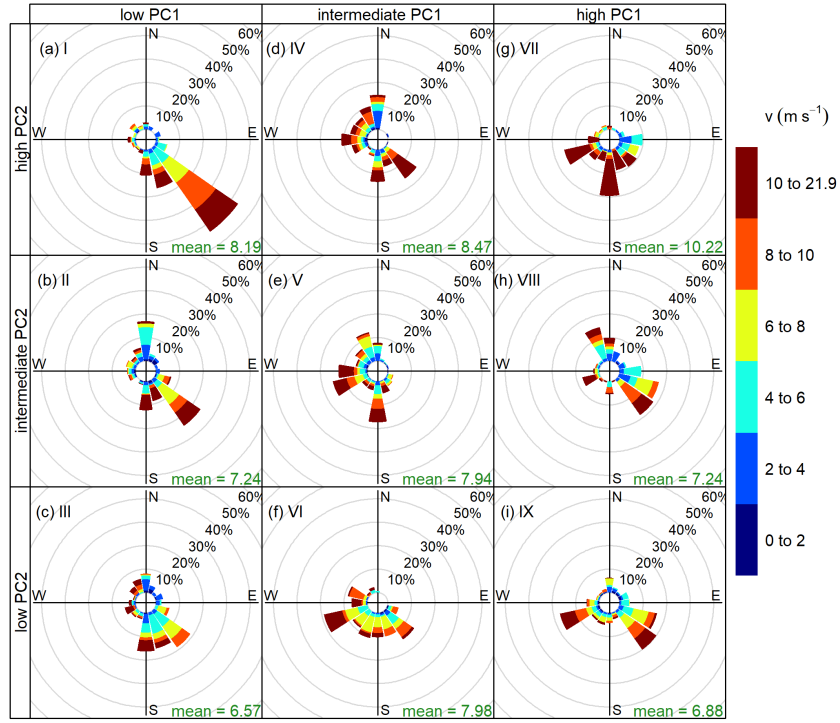 low PC1
intermediate PC1
high PC1
high PC2
(a) I
N
60%
50%
40%
30%
20%
10%
W
E
S
mean = 8.19
(d) IV
N
60%
50%
40%
30%
20%
10%
W
E
S
mean = 8.47
(g) VII
N
60%
50%
40%
30%
20%
10%
W
E
S
mean = 10.22
intermediate PC2
(b) II
N
60%
50%
40%
30%
20%
10%
W
E
S
mean = 7.24
(e) V
N
60%
50%
40%
30%
20%
10%
W
E
S
mean = 7.94
(h) VIII
N
60%
50%
40%
30%
20%
10%
W
E
S
mean = 7.24
low PC2
(c) III
N
60%
50%
40%
30%
20%
10%
W
E
S
mean = 6.57
(f) VI
N
60%
50%
40%
30%
20%
10%
W
E
S
mean = 7.98
(i) IX
N
60%
50%
40%
30%
20%
10%
W
E
S
mean = 6.88
v (m s⁻¹)
10 to 21.9
8 to 10
6 to 8
4 to 6
2 to 4
0 to 2